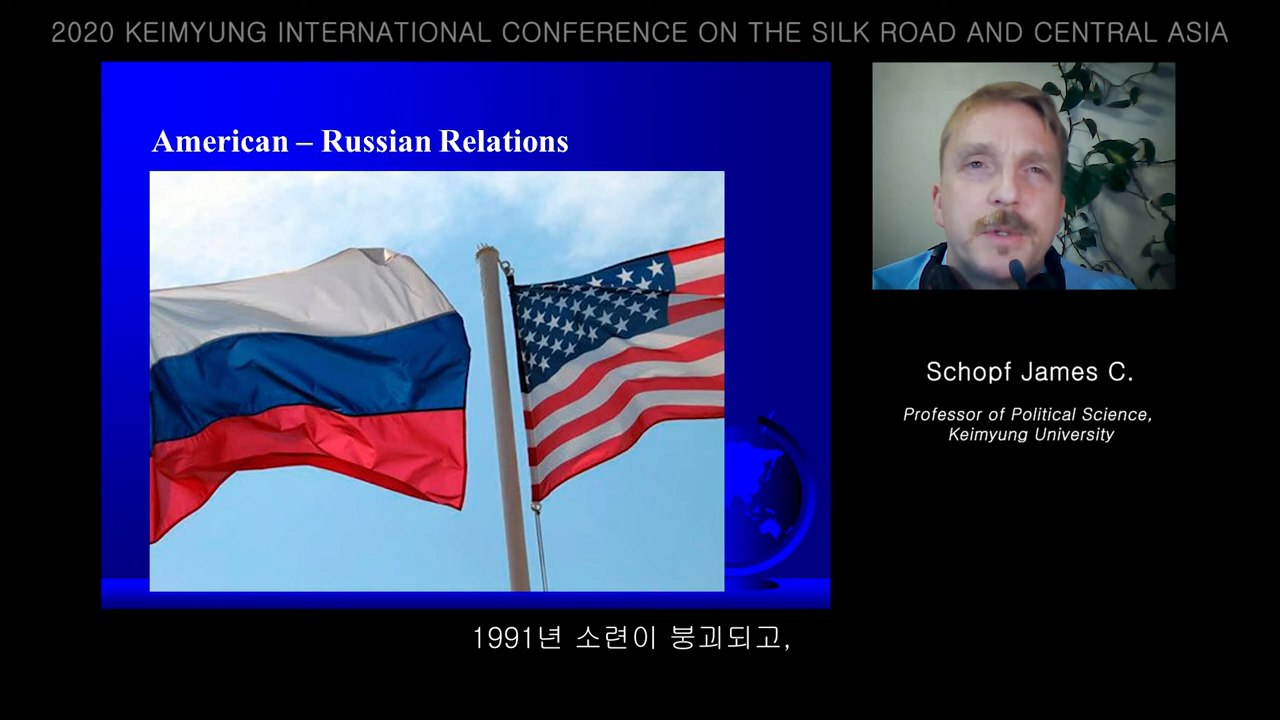 2020 KEIMYUNG INTERNATIONAL CONFERENCE ON THE SILK ROAD AND CENTRAL ASIA
American – Russian Relations
Schopf James C.
Professor of Political Science,
Keimyung University
1991년 소련이 붕괴되고,